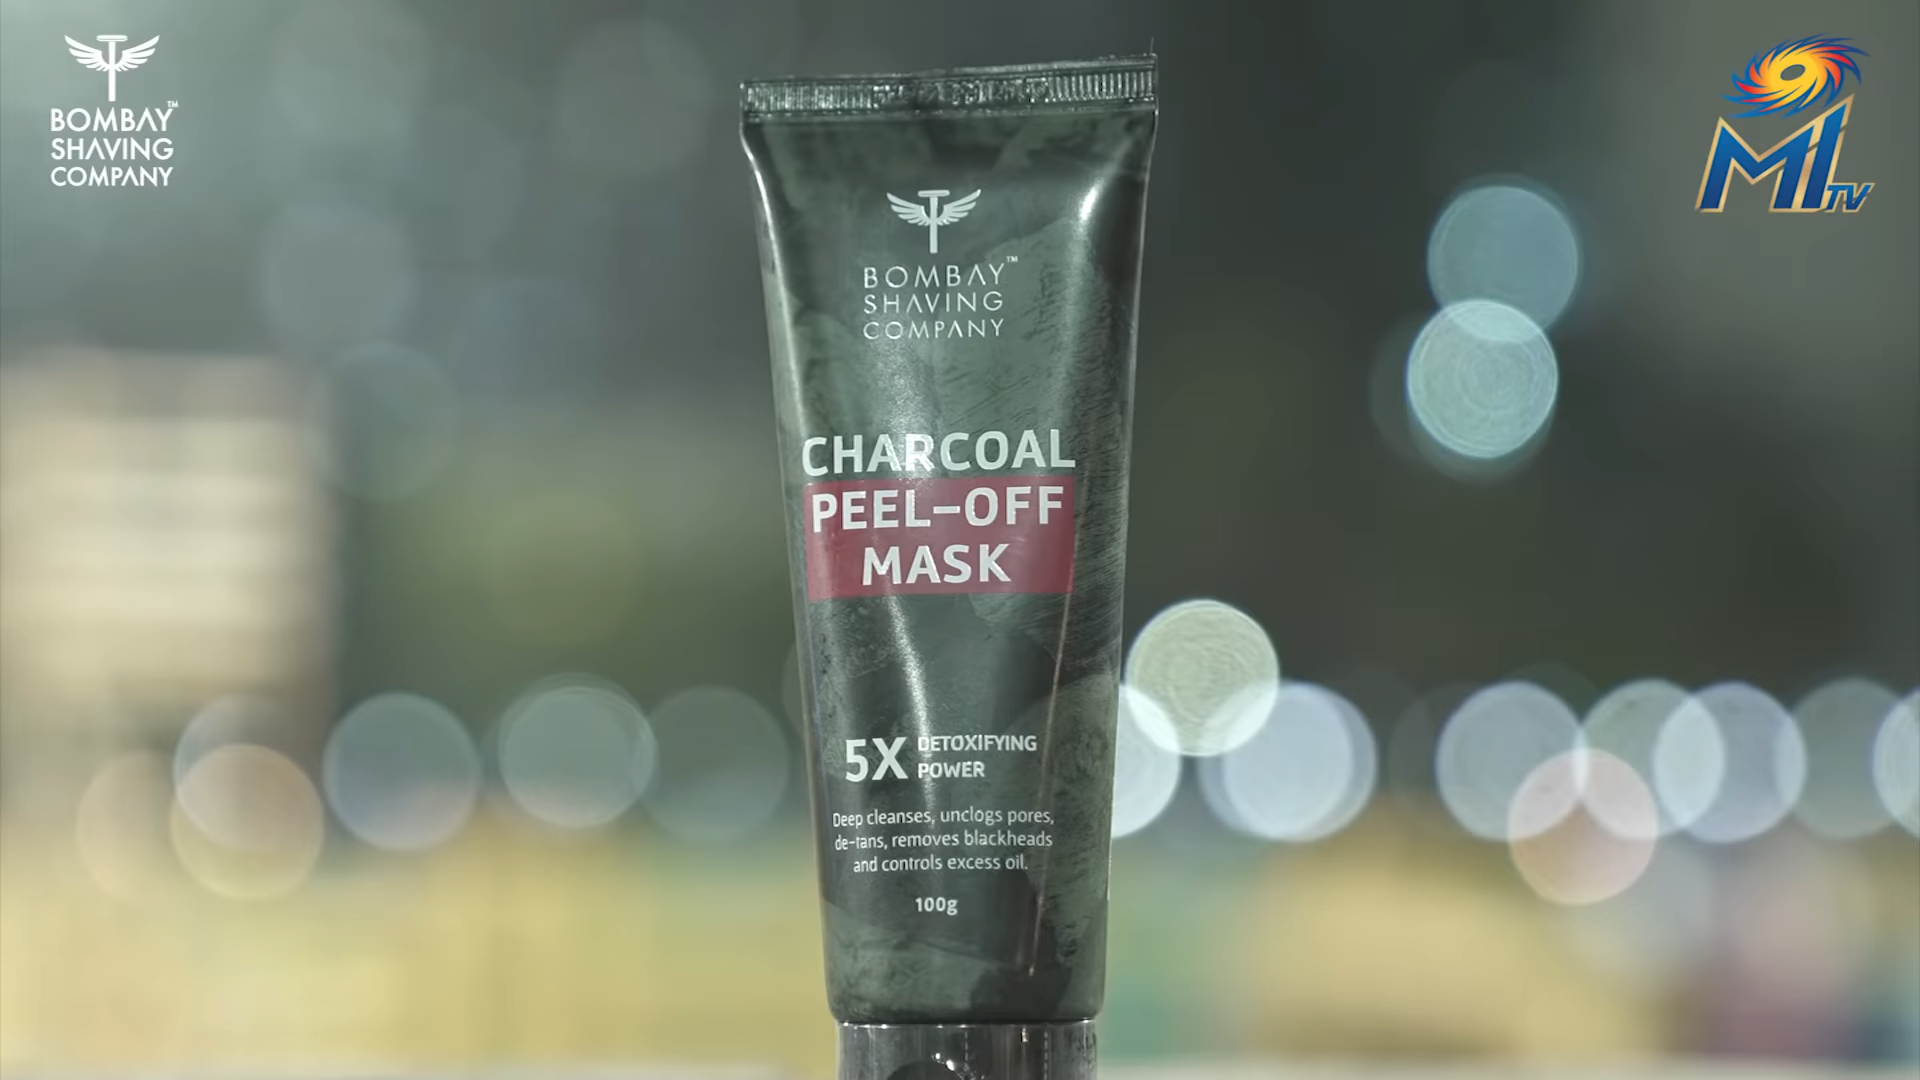 BOMBAY™
SHAVING
COMPANY
MI TV
BOMBAY™
SHAVING
COMPANY
CHARCOAL
PEEL-OFF
MASK
5X DETOXIFYING
POWER
Deep cleanses, unclogs pores,
de-tans, removes blackheads
and controls excess oil.
100g